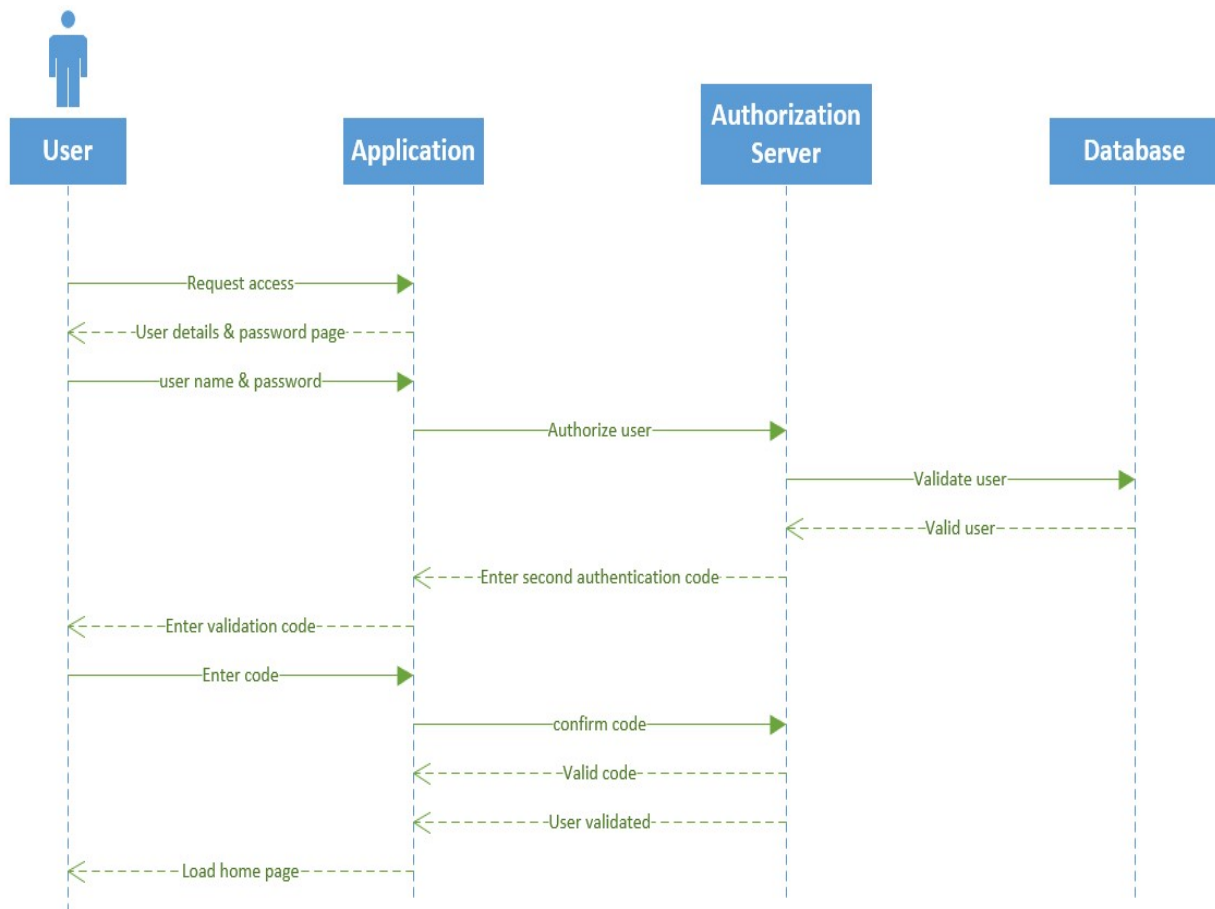 User
Application
Authorization
Server
Database
Request access
User details & password page
user name & password
Authorize user
Validate user
Valid user
Enter second authentication code
Enter validation code
Enter code
confirm code
Valid code
User validated
Load home page